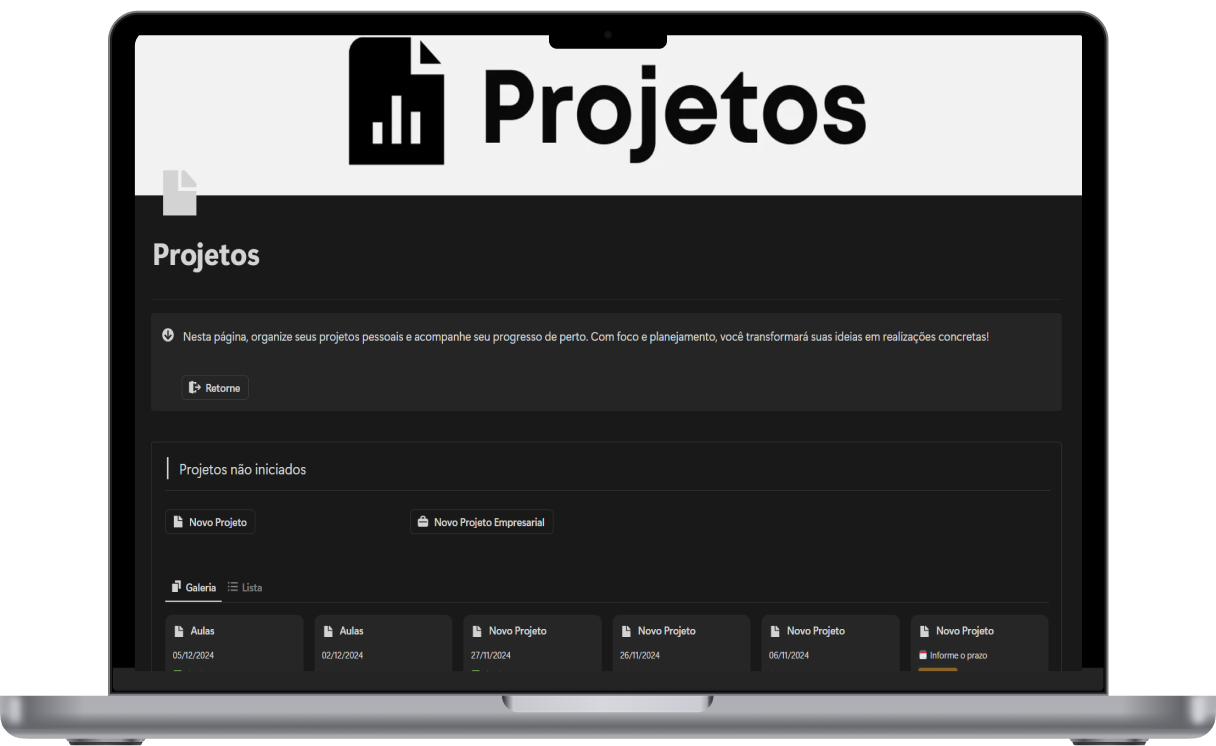 Projetos
Projetos
Nesta página, organize seus projetos pessoais e acompanhe seu progresso de perto. Com foco e planejamento, você transformará suas ideias em realizações concretas!
Retorne
Projetos não iniciados
Novo Projeto
Novo Projeto Empresarial
Galeria
Lista
Aulas
Aulas
Novo Projeto
Novo Projeto
Novo Projeto
Novo Projeto
05/12/2024
02/12/2024
27/11/2024
26/11/2024
06/11/2024
Informe o prazo